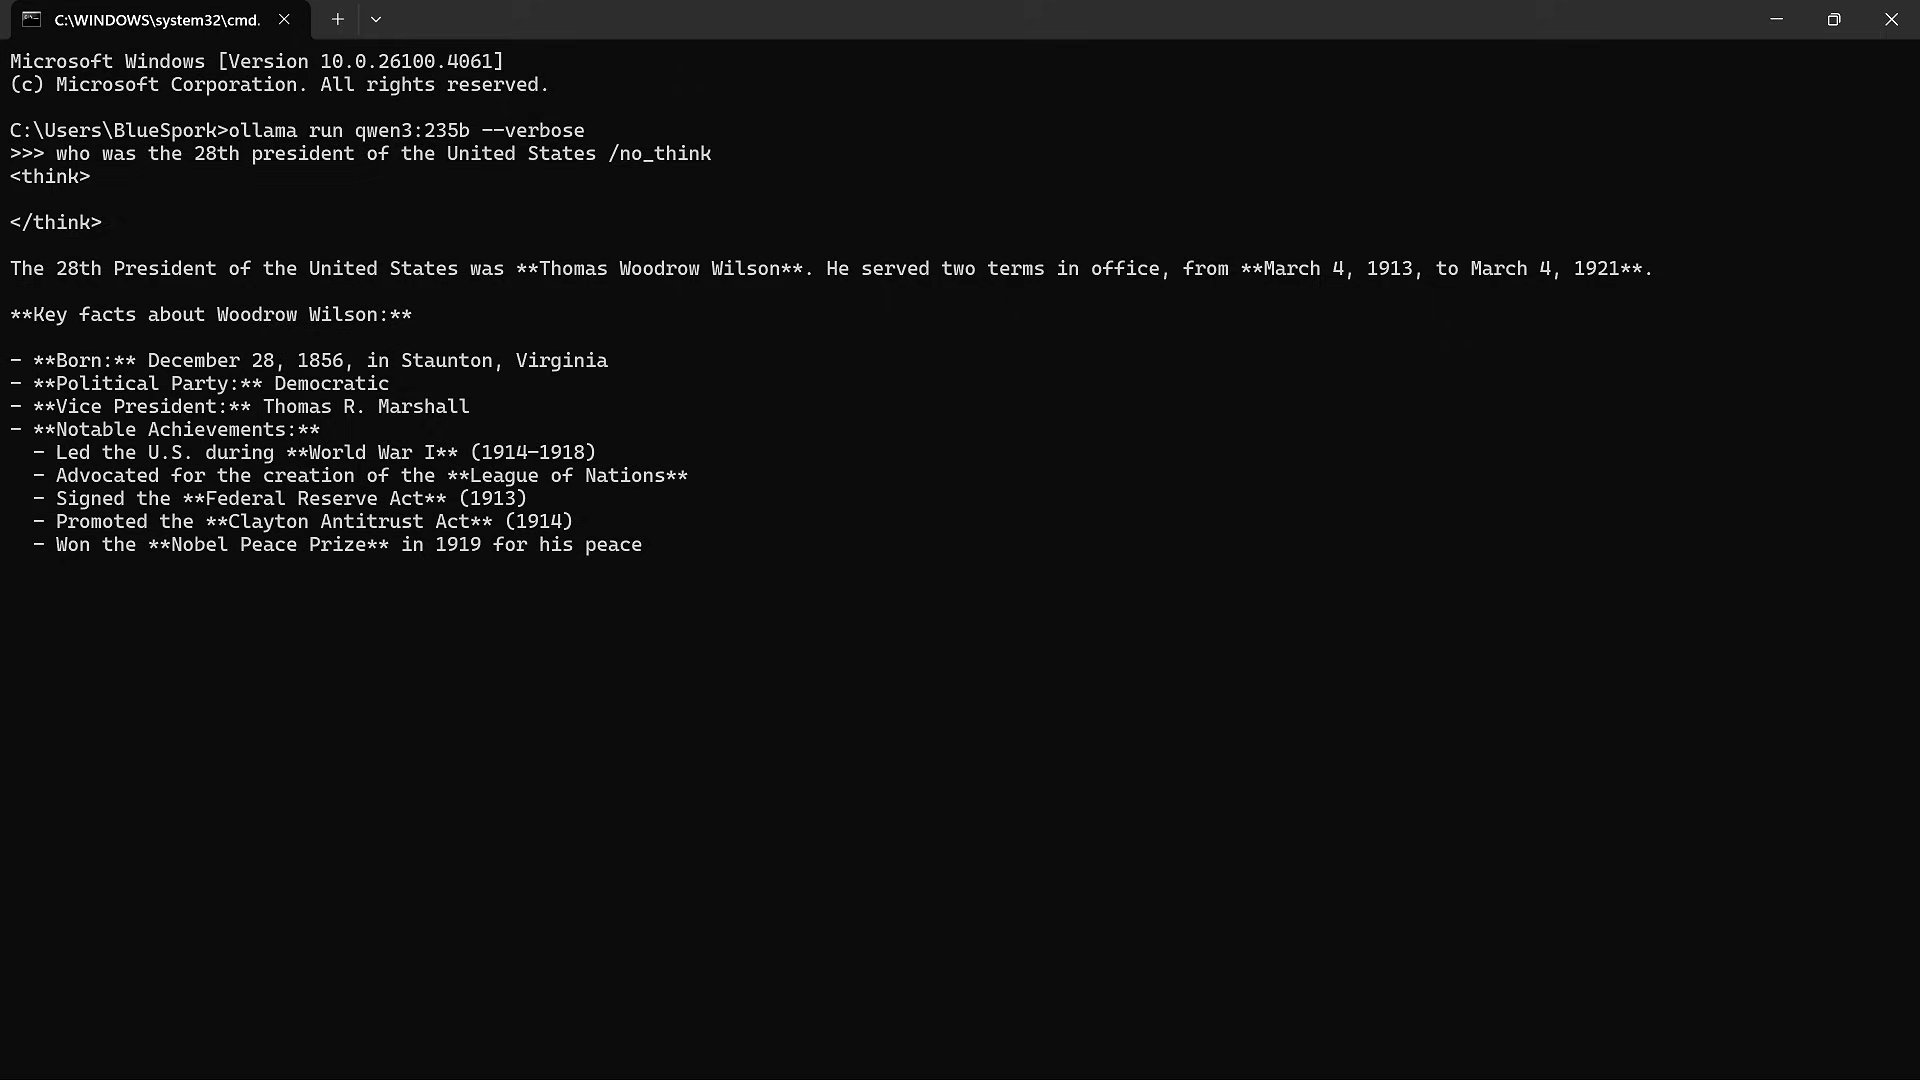 C:\WINDOWS\system32\cmd.
Microsoft Windows [Version 10.0.26100.4061]
(c) Microsoft Corporation. All rights reserved.
C:\Users\BlueSpork>ollama run qwen3:235b --verbose
>>> who was the 28th president of the United States /no_think
<think>
</think>
The 28th President of the United States was **Thomas Woodrow Wilson**. He served two terms in office, from **March 4, 1913, to March 4, 1921**.
**Key facts about Woodrow Wilson:**
- **Born:** December 28, 1856, in Staunton, Virginia
- **Political Party:** Democratic
- **Vice President:** Thomas R. Marshall
- **Notable Achievements:**
  - Led the U.S. during **World War I** (1914–1918)
  - Advocated for the creation of the **League of Nations**
  - Signed the **Federal Reserve Act** (1913)
  - Promoted the **Clayton Antitrust Act** (1914)
  - Won the **Nobel Peace Prize** in 1919 for his peace